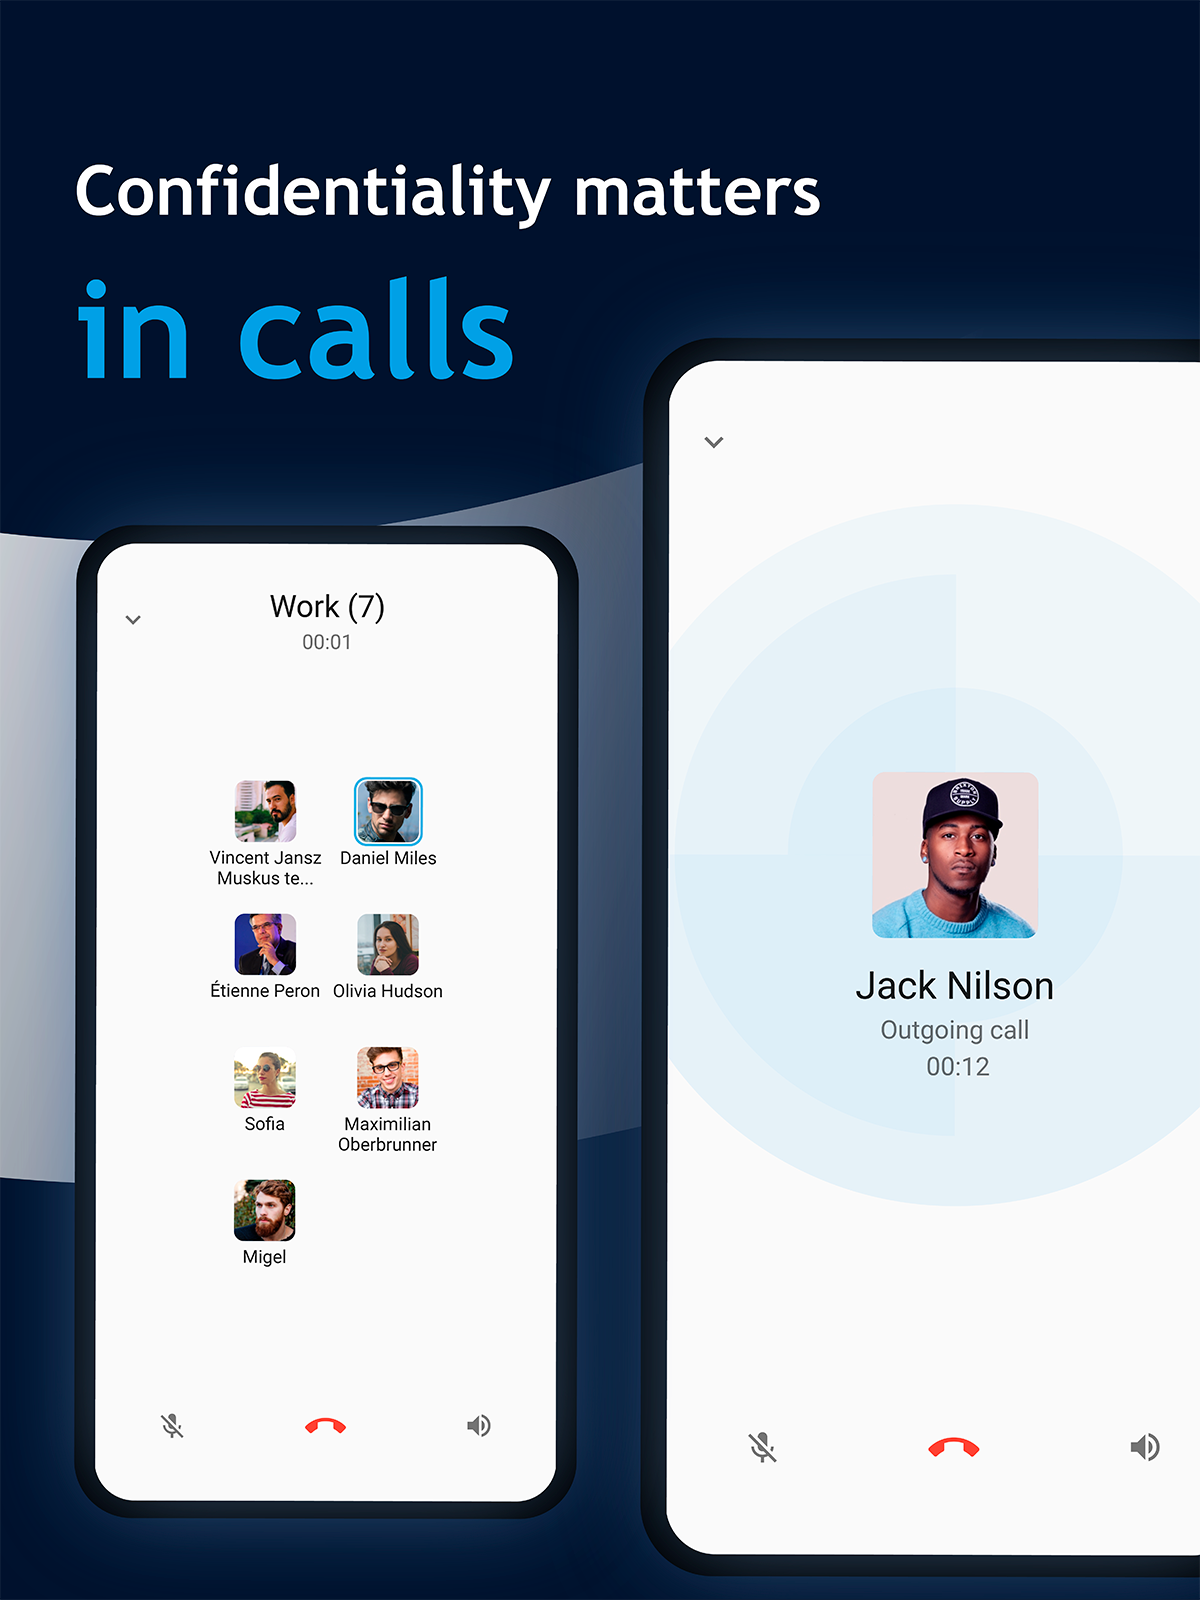 Confidentiality matters
in calls
Work (7)
00:01
Vincent Jansz
Muskus te...
Daniel Miles
Étienne Peron
Olivia Hudson
Sofia
Maximilian
Oberbrunner
Migel
Jack Nilson
Outgoing call
00:12